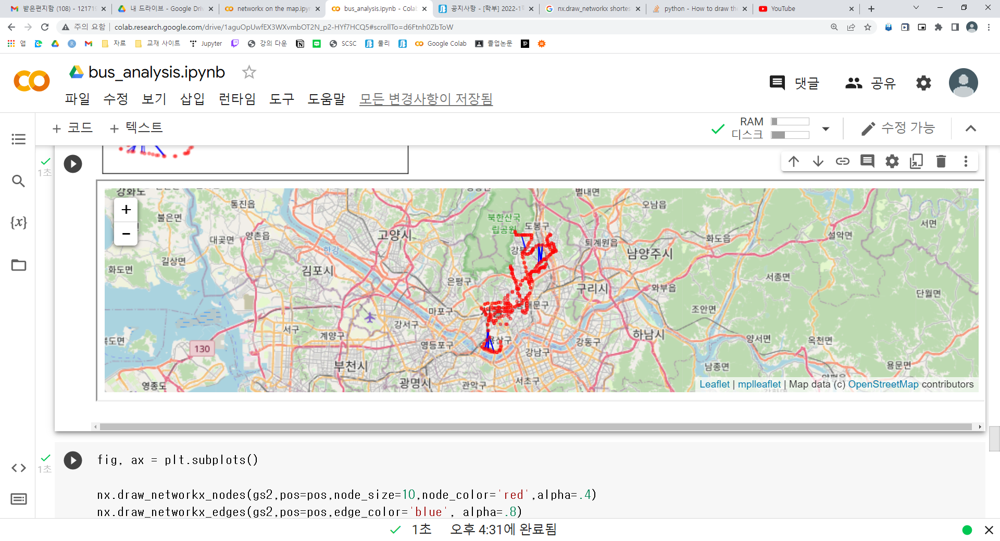 받은편지함 (108) - 12171
내 드라이브 - Google Driv
networkx on the map.ipyn
bus_analysis.ipynb - Colab
공지사항 - [학부] 2022-1
nx.draw_networkx shortes
python - How to draw the
YouTube
주의 요함
colab.research.google.com/drive/1aguOpUwfEX3WXvmbOT2N_p2-HYf7HCQ5#scrollTo=d6Ftnh0ZbToW
앱
자료
교재 사이트
Jupyter
강의 다운
SCSC
물리
Google Colab
졸업논문
bus_analysis.ipynb
댓글
공유
파일 수정 보기 삽입 런타임 도구 도움말 모든 변경사항이 저장됨
+ 코드 + 텍스트
RAM
디스크
수정 가능
1초
강화도
통진읍
불은면
대곶면
양촌읍
고양시
북한산국
립공원
도봉구
별내면
오남읍
서면
설악면
화도읍
퇴계원읍
남양주시
길상면
화도면
김포시
한강
은평구
구리시
와부읍
서종면
단월면
마포구
조안면
서구
계양구
강서구
영등포구
강남구
강동구
하남시
양서면
옥천면
130
부천시
광명시
관악구
서초구
남종면
용문면
영종도
+
−
Leaflet | mplleaflet | Map data (c) OpenStreetMap contributors
1초
fig, ax = plt.subplots()
nx.draw_networkx_nodes(gs2,pos=pos,node_size=10,node_color='red',alpha=.4)
nx.draw_networkx_edges(gs2,pos=pos,edge_color='blue', alpha=.8)
1초 오후 4:31에 완료됨